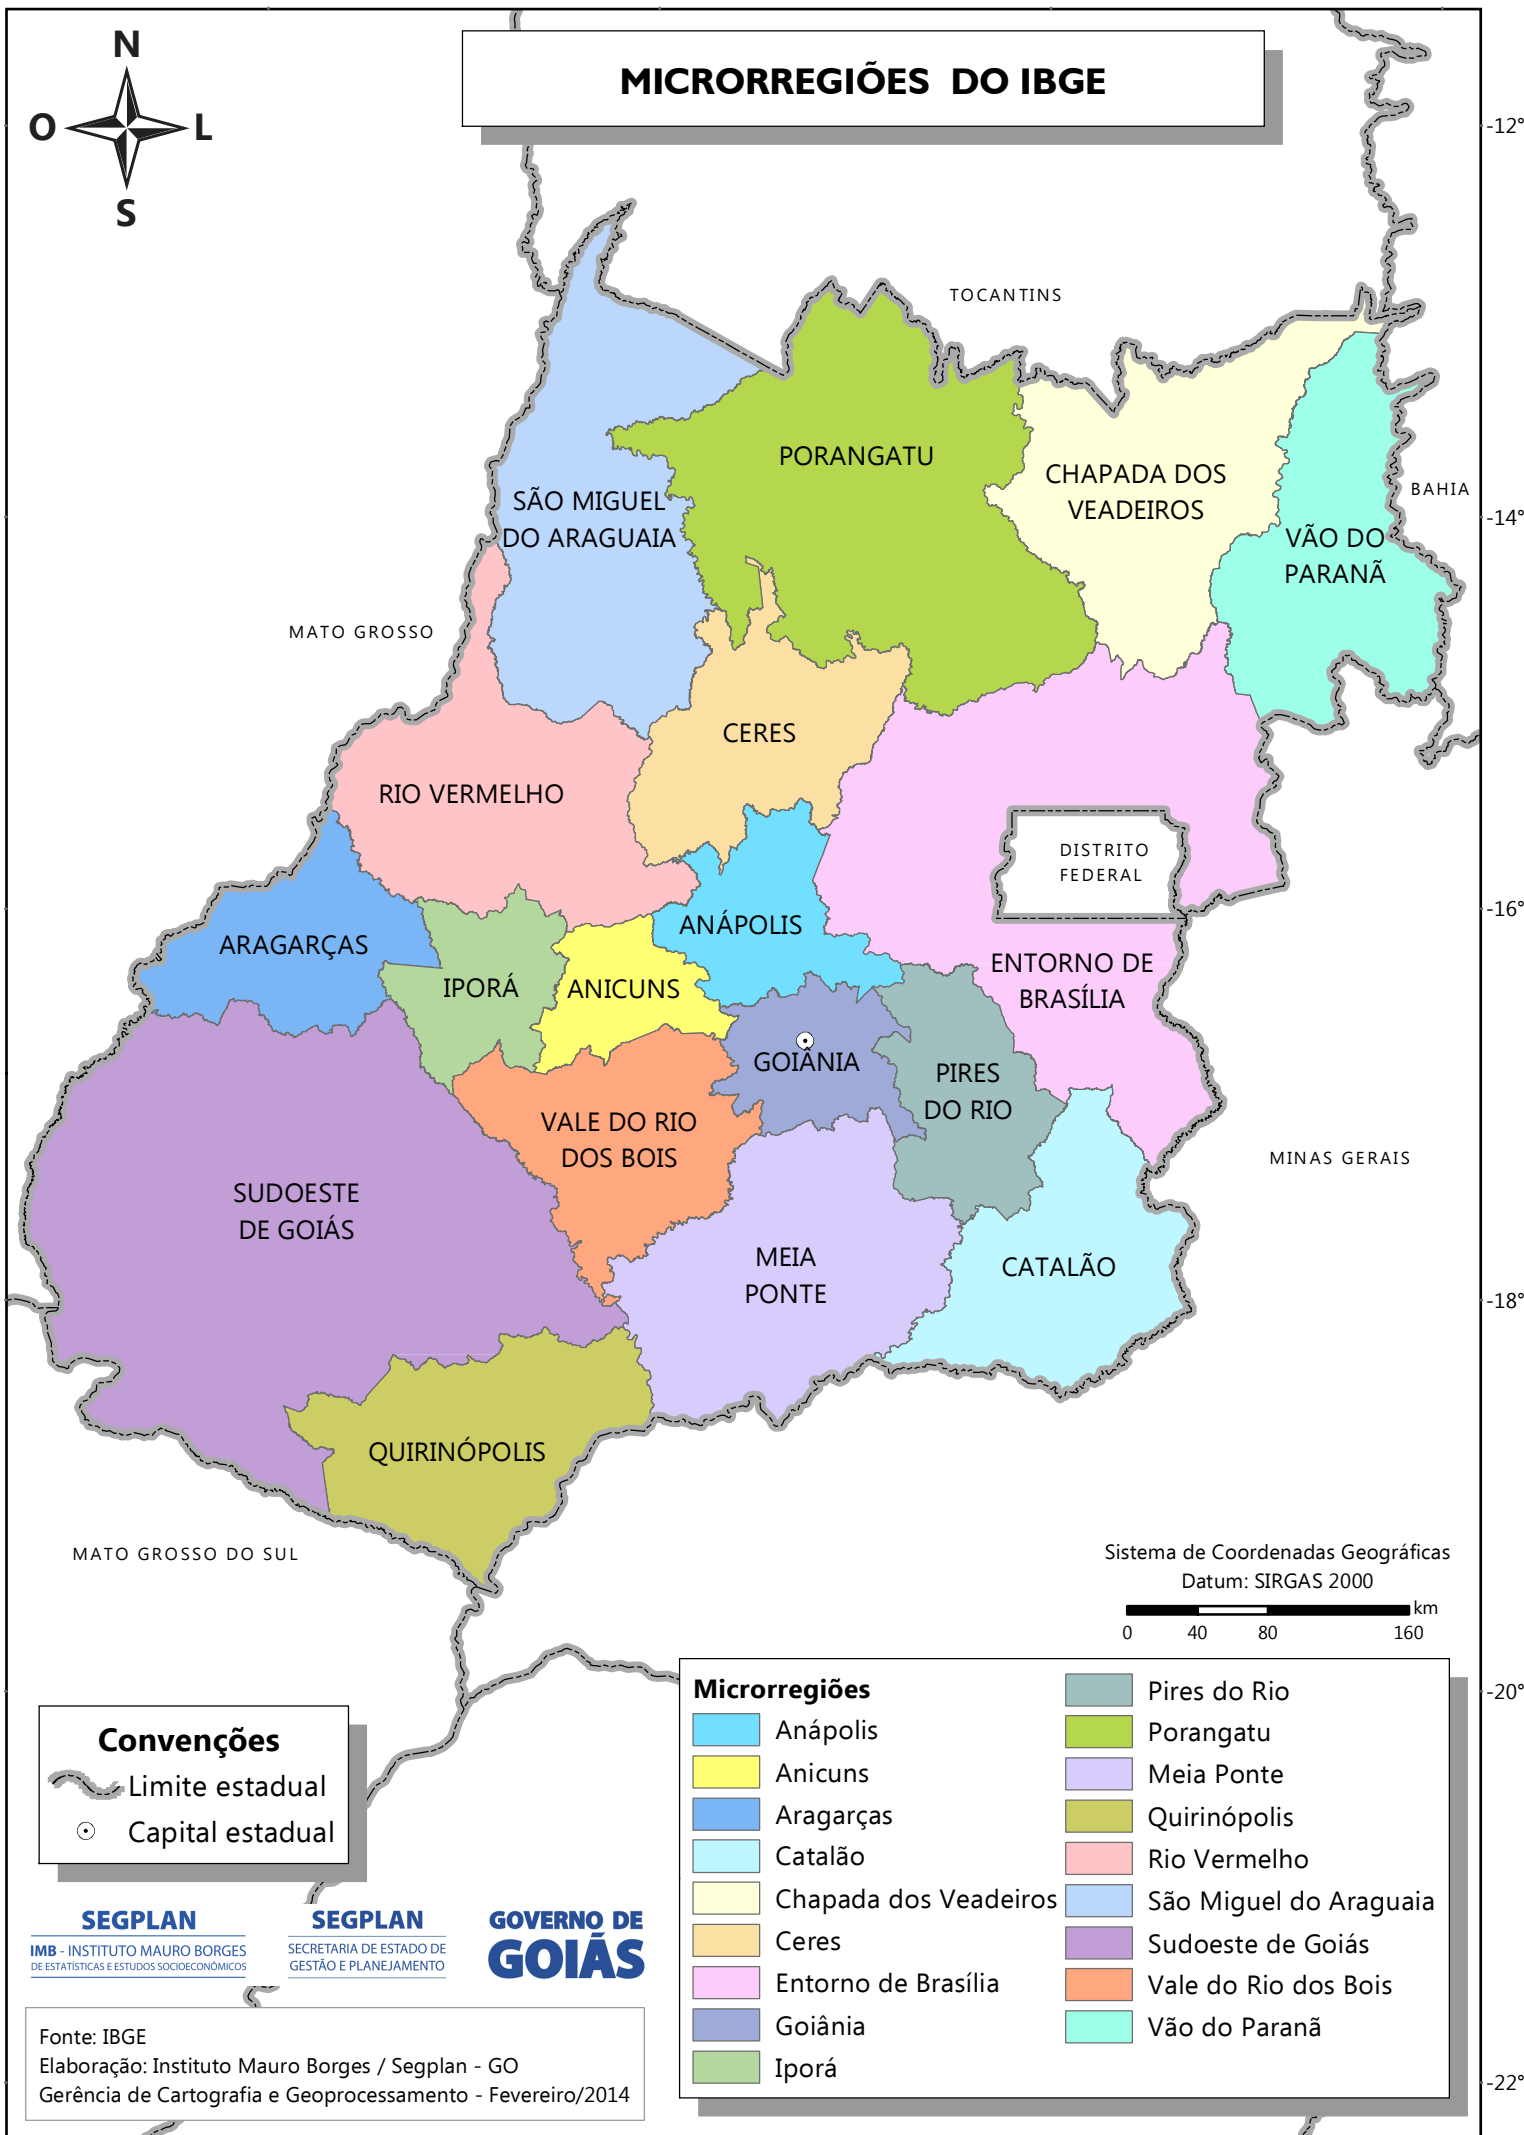 MICRORREGIÕES DO IBGE
N
O
L
S
-12°
TOCANTINS
PORANGATU
CHAPADA DOS
VEADEIROS
BAHIA
SÃO MIGUEL
DO ARAGUAIA
-14°
VÃO DO
PARANÃ
MATO GROSSO
CERES
RIO VERMELHO
DISTRITO
FEDERAL
-16°
ANÁPOLIS
ARAGARÇAS
ENTORNO DE
BRASÍLIA
IPORÁ
ANICUNS
GOIÂNIA
PIRES
DO RIO
VALE DO RIO
DOS BOIS
MINAS GERAIS
SUDOESTE
DE GOIÁS
MEIA
PONTE
CATALÃO
-18°
QUIRINÓPOLIS
MATO GROSSO DO SUL
Sistema de Coordenadas Geográficas
Datum: SIRGAS 2000
km
0 40 80 160
-20°
Microrregiões
Anápolis
Anicuns
Aragarças
Catalão
Chapada dos Veadeiros
Ceres
Entorno de Brasília
Goiânia
Iporá
Pires do Rio
Porangatu
Meia Ponte
Quirinópolis
Rio Vermelho
São Miguel do Araguaia
Sudoeste de Goiás
Vale do Rio dos Bois
Vão do Paranã
Convenções
Limite estadual
Capital estadual
SEGPLAN
IMB - INSTITUTO MAURO BORGES
DE ESTATÍSTICAS E ESTUDOS SOCIOECONÔMICOS
SEGPLAN
SECRETARIA DE ESTADO DE
GESTÃO E PLANEJAMENTO
GOVERNO DE
GOIÁS
Fonte: IBGE
Elaboração: Instituto Mauro Borges / Segplan - GO
Gerência de Cartografia e Geoprocessamento - Fevereiro/2014
-22°